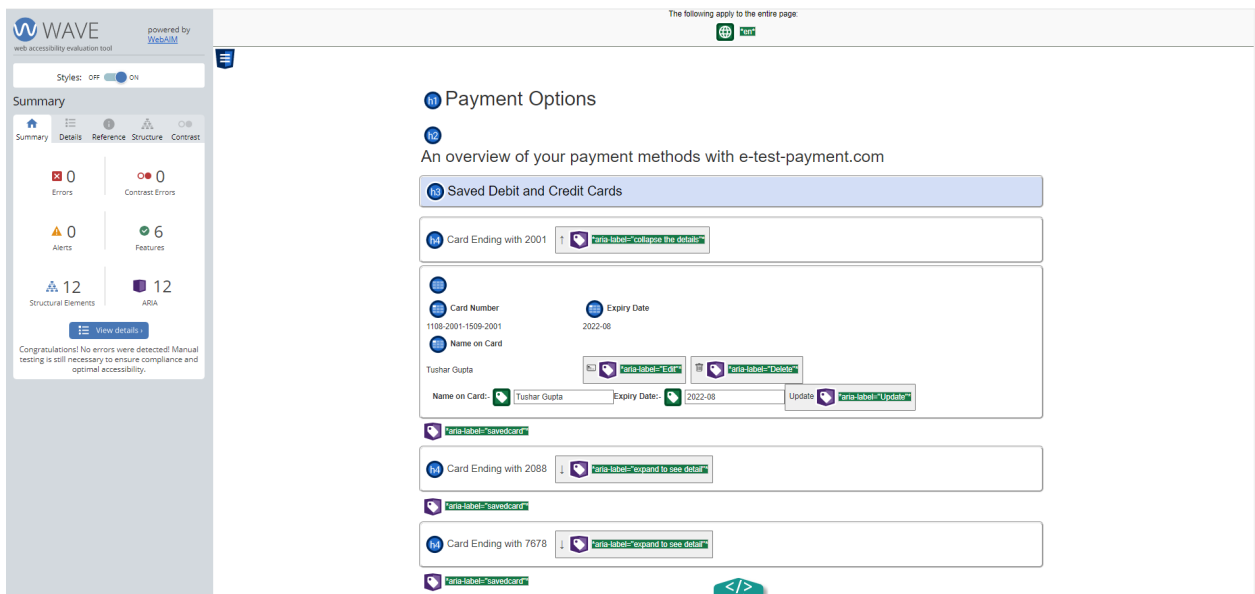 WAVE
powered by
WebAIM
web accessibility evaluation tool
Styles: OFF ON
Summary
Summary Details Reference Structure Contrast
0
Errors
0
Contrast Errors
0
Alerts
6
Features
12
Structural Elements
12
ARIA
View details ›
Congratulations! No errors were detected! Manual
testing is still necessary to ensure compliance and
optimal accessibility.
The following apply to the entire page:
*en*
h1 Payment Options
h2
An overview of your payment methods with e-test-payment.com
h3 Saved Debit and Credit Cards
h4 Card Ending with 2001 ↑ *aria-label="collapse the details"*
Card Number Expiry Date
1108-2001-1509-2001 2022-08
Name on Card
Tushar Gupta *aria-label="Edit"* *aria-label="Delete"*
Name on Card:- Tushar Gupta Expiry Date:- 2022-08 Update *aria-label="Update"*
*aria-label="savedcard"*
h4 Card Ending with 2088 ↓ *aria-label="expand to see detail"*
*aria-label="savedcard"*
h4 Card Ending with 7678 ↓ *aria-label="expand to see detail"*
*aria-label="savedcard"*
</>